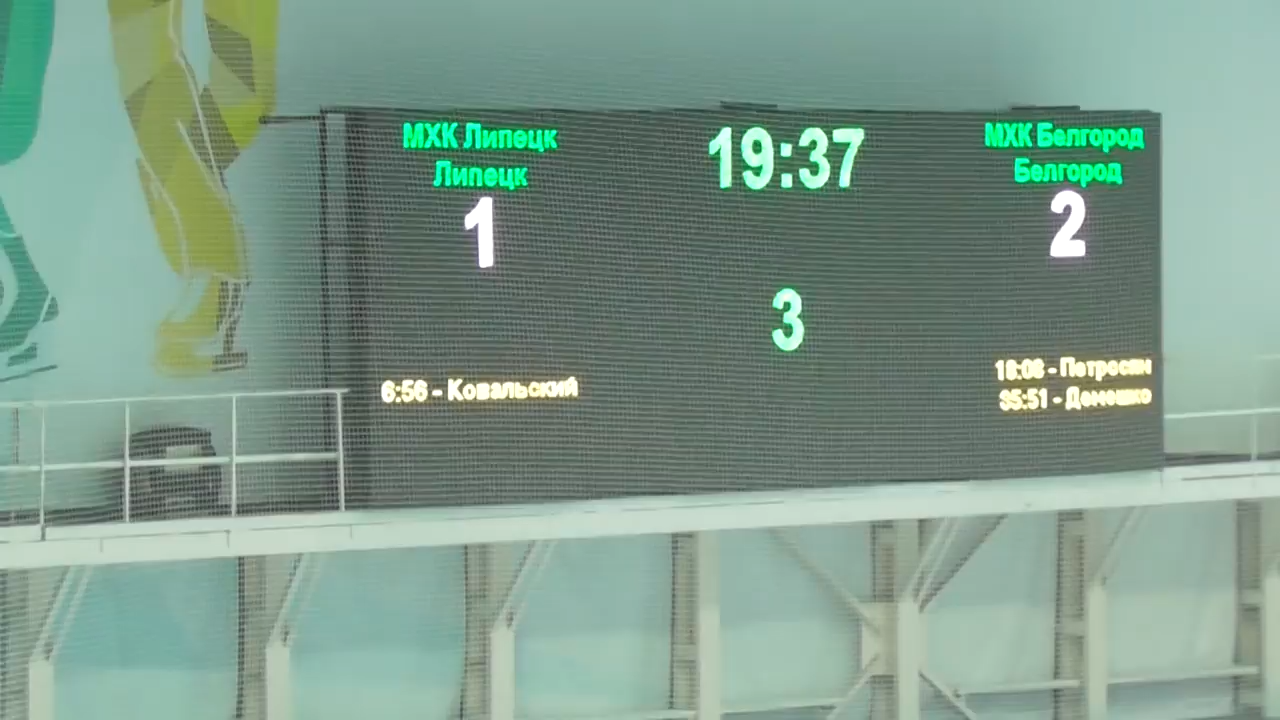 МХК Липецк
Липецк
1
19:37
3
МХК Белгород
Белгород
2
6:56 - Ковальский
18:08 - Петросян
35:51 - Демешко